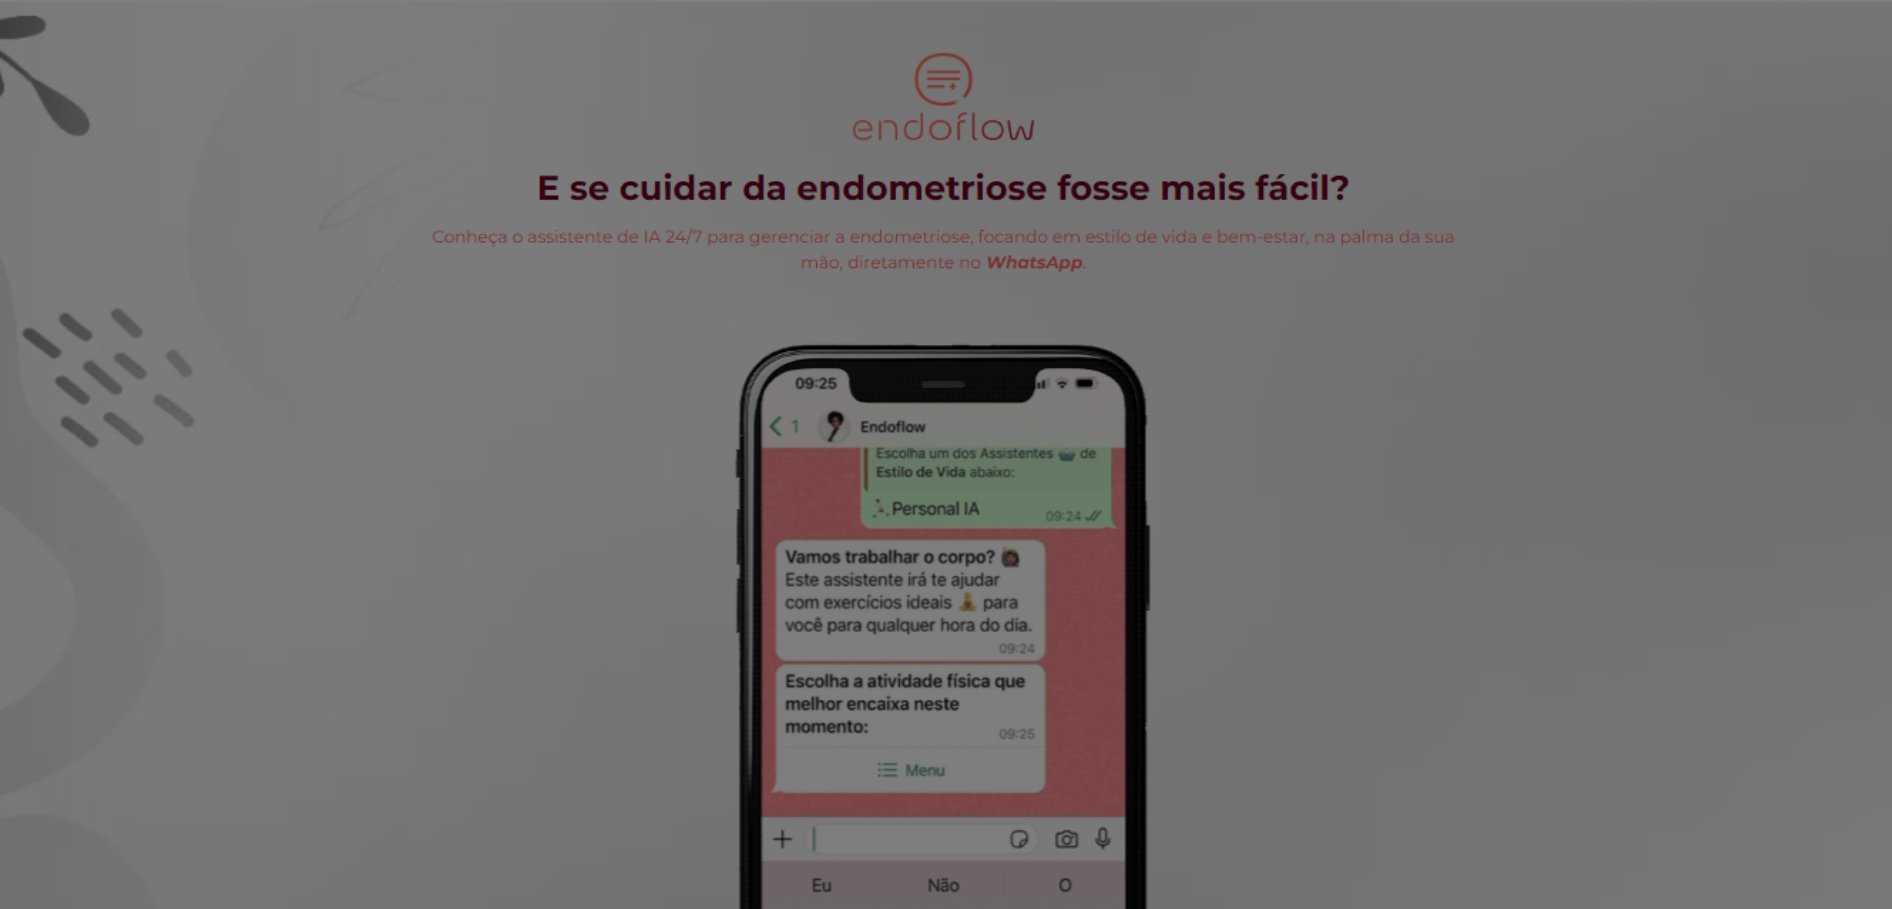 endoflow
E se cuidar da endometriose fosse mais fácil?
Conheça o assistente de IA 24/7 para gerenciar a endometriose, focando em estilo de vida e bem-estar, na palma da sua
mão, diretamente no WhatsApp.
09:25
1 Endoflow
Escolha um dos Assistentes 🤖 de
Estilo de Vida abaixo:
Personal IA
09:24
Vamos trabalhar o corpo? 🙋🏽‍♀️
Este assistente irá te ajudar
com exercícios ideais 🧘 para
você para qualquer hora do dia.
09:24
Escolha a atividade física que
melhor encaixa neste
momento:
09:25
Menu
Eu Não O